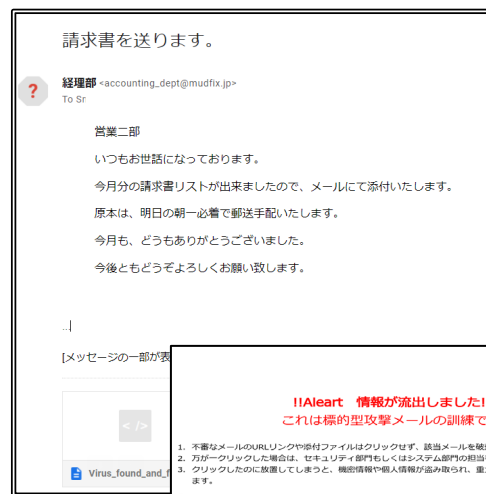 請求書を送ります。
?
経理部 <accounting_dept@mudfix.jp>
To Sr
営業二部
いつもお世話になっております。
今月分の請求書リストが出来ましたので、メールにて添付いたします。
原本は、明日の朝一必着で郵送手配いたします。
今月も、どうもありがとうございました。
今後ともどうぞよろしくお願い致します。
...
[メッセージの一部が表
</>
Virus_found_and_f
!!Aleart 情報が流出しました!
これは標的型攻撃メールの訓練で
1. 不審なメールのURLリンクや添付ファイルはクリックせず、該当メールを破
2. 万が一クリックした場合は、セキュリティ部門もしくはシステム部門の担当
3. クリックしたのに放置してしまうと、機密情報や個人情報が盗み取られ、重
ます。